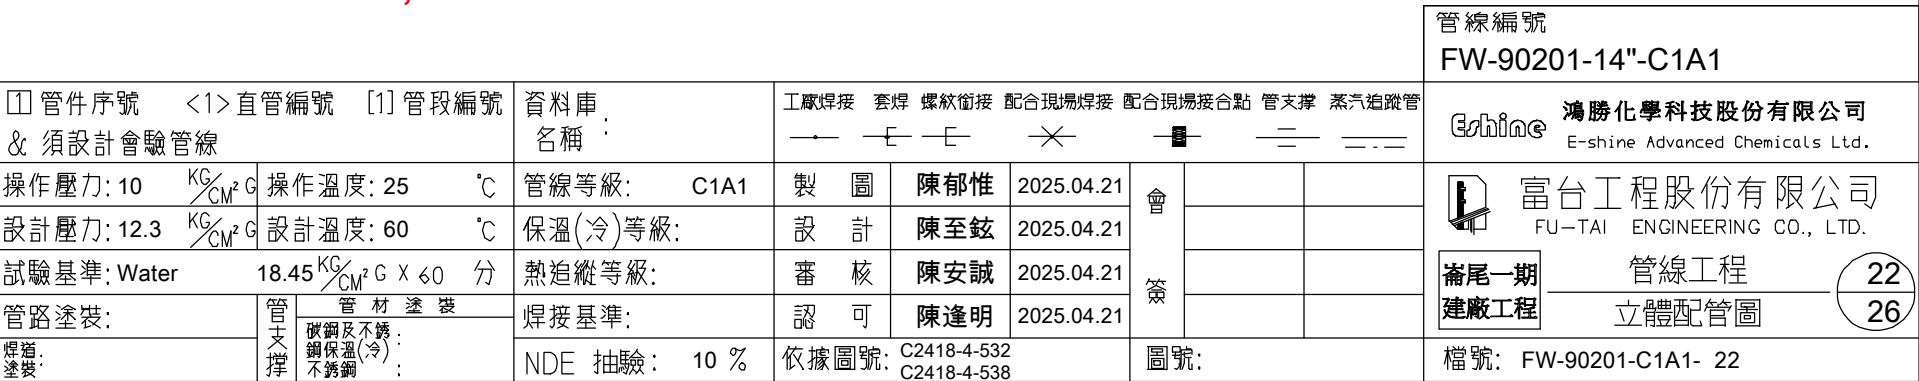 管線編號
FW-90201-14"-C1A1
1 管件序號 <1>直管編號 [1]管段編號
& 須設計會驗管線
資料庫名稱:
工廠焊接 套焊 螺紋銜接 配合現場焊接 配合現場接合點 管支撐 蒸汽追蹤管
Eshine 鴻勝化學科技股份有限公司
E-shine Advanced Chemicals Ltd.
操作壓力: 10 KG/CM² G 操作溫度: 25 °C 管線等級: C1A1 製圖 陳郁惟 2025.04.21 會簽
設計壓力: 12.3 KG/CM² G 設計溫度: 60 °C 保溫(冷)等級: 設計 陳至鉉 2025.04.21
試驗基準: Water 18.45 KG/CM² G X 60 分 熱追縱等級: 審核 陳安誠 2025.04.21
管路塗裝: 管支撐 管材塗裝 焊接基準: 認可 陳逢明 2025.04.21
焊道塗裝: 碳鋼及不銹鋼保溫(冷): 不銹鋼:
NDE 抽驗: 10 % 依據圖號: C2418-4-532
C2418-4-538
圖號:
富台工程股份有限公司
FU-TAI ENGINEERING CO., LTD.
崙尾一期
建廠工程
管線工程
立體配管圖
22
26
檔號: FW-90201-C1A1- 22